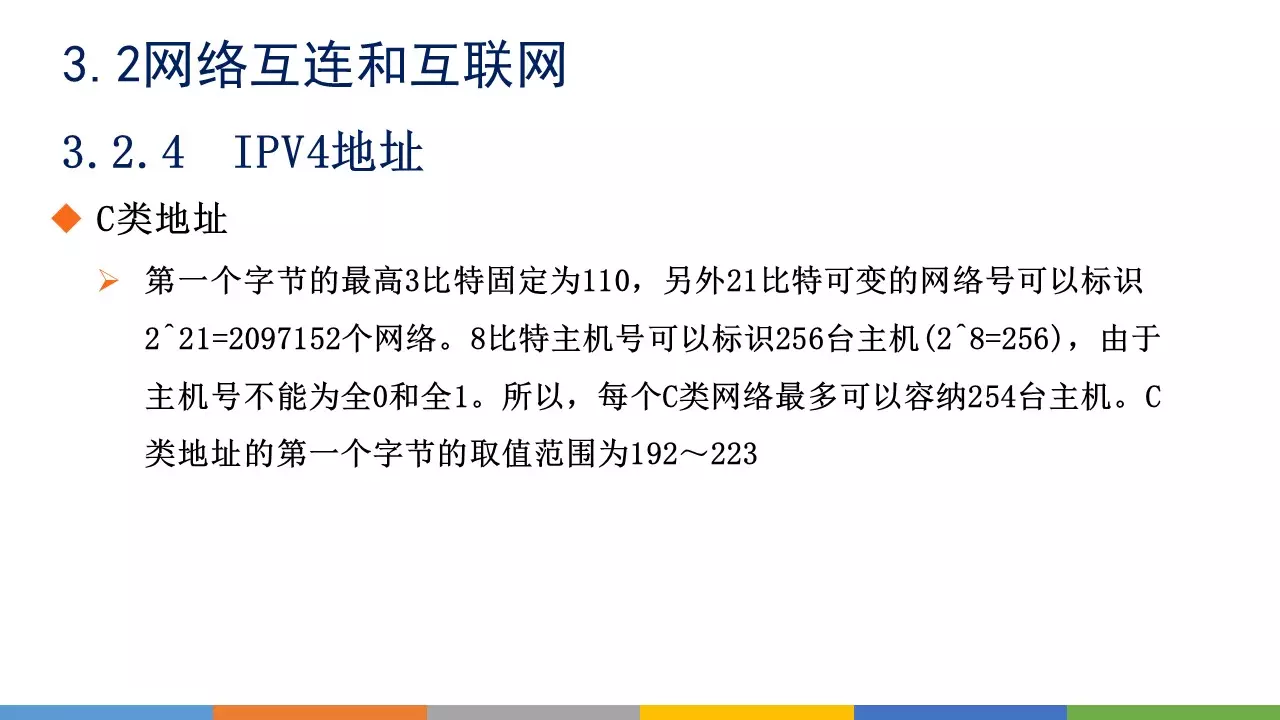 3.2网络互连和互联网
3.2.4 IPV4地址
C类地址
第一个字节的最高3比特固定为110，另外21比特可变的网络号可以标识
2^21=2097152个网络。8比特主机号可以标识256台主机(2^8=256)，由于
主机号不能为全0和全1。所以，每个C类网络最多可以容纳254台主机。C
类地址的第一个字节的取值范围为192～223